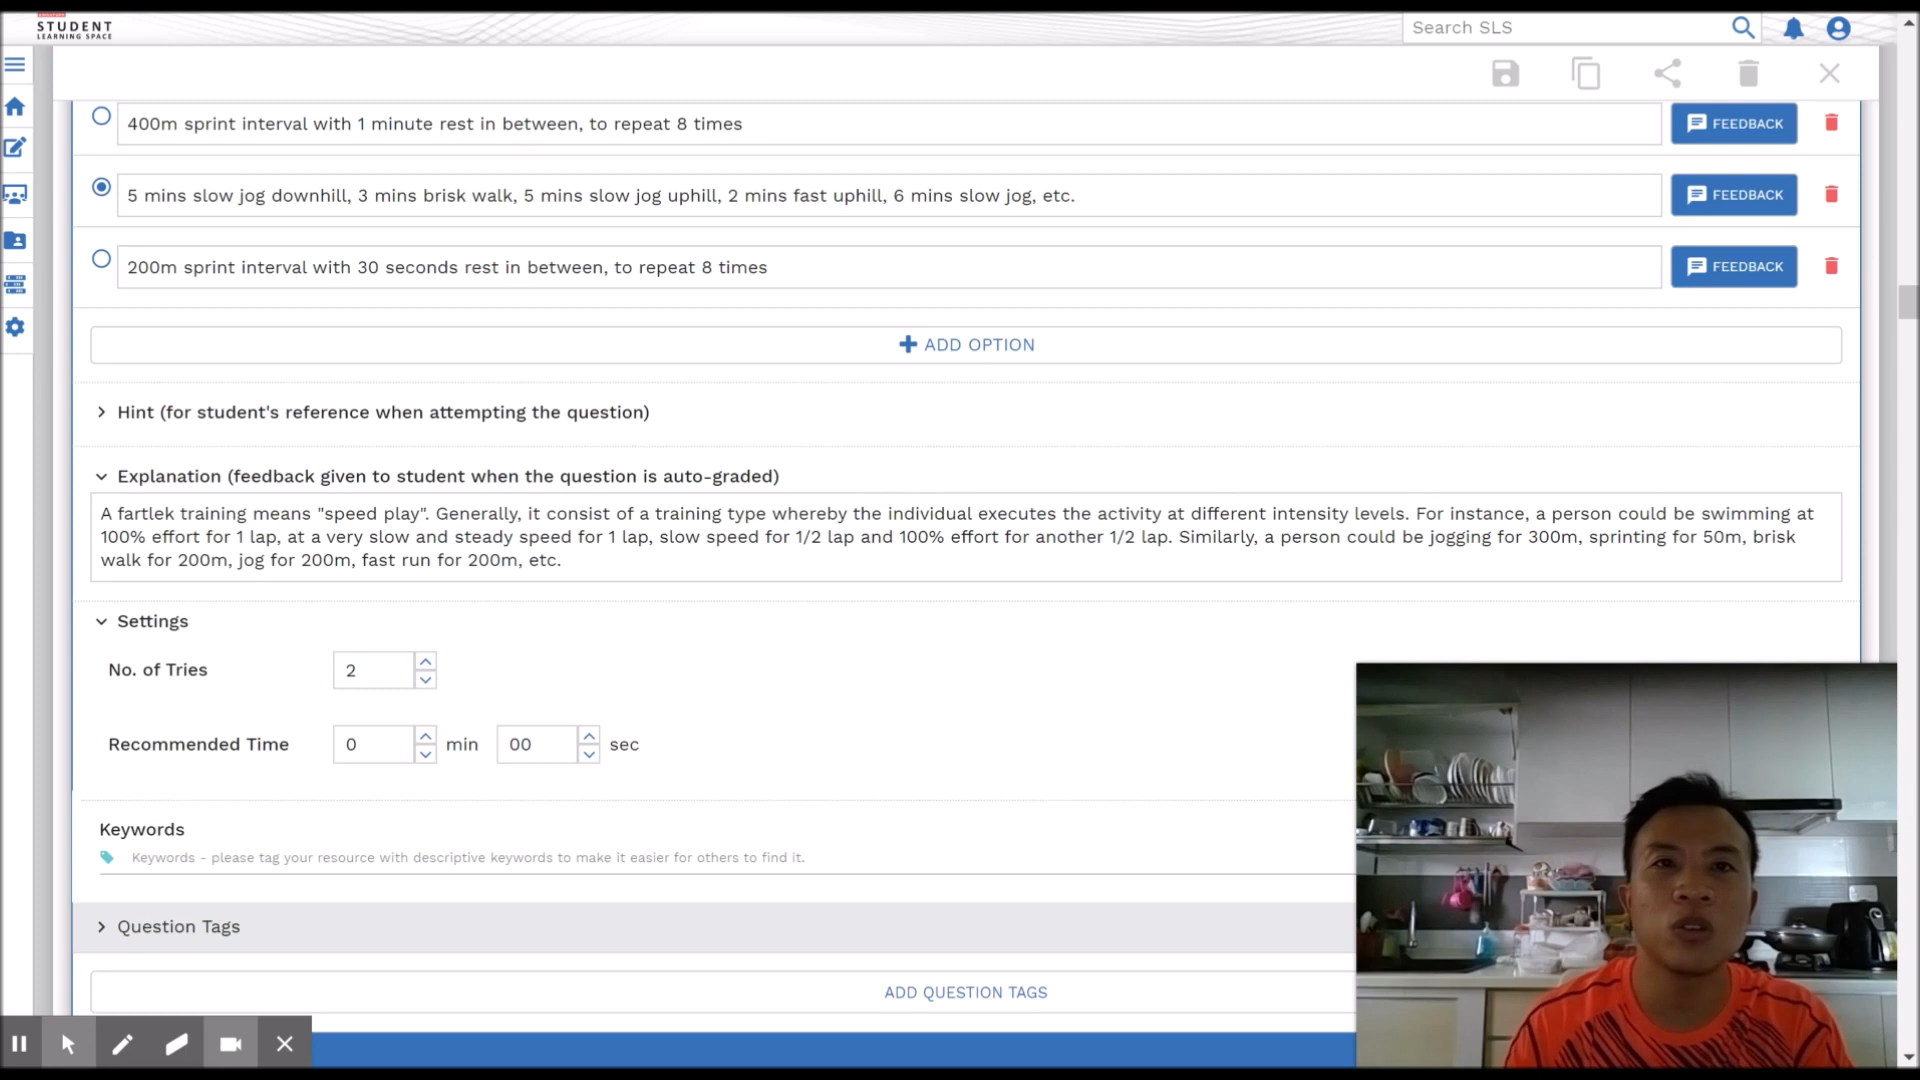 STUDENT
LEARNING SPACE
Search SLS
400m sprint interval with 1 minute rest in between, to repeat 8 times
FEEDBACK
5 mins slow jog downhill, 3 mins brisk walk, 5 mins slow jog uphill, 2 mins fast uphill, 6 mins slow jog, etc.
FEEDBACK
200m sprint interval with 30 seconds rest in between, to repeat 8 times
FEEDBACK
ADD OPTION
Hint (for student's reference when attempting the question)
Explanation (feedback given to student when the question is auto-graded)
A fartlek training means "speed play". Generally, it consist of a training type whereby the individual executes the activity at different intensity levels. For instance, a person could be swimming at
100% effort for 1 lap, at a very slow and steady speed for 1 lap, slow speed for 1/2 lap and 100% effort for another 1/2 lap. Similarly, a person could be jogging for 300m, sprinting for 50m, brisk
walk for 200m, jog for 200m, fast run for 200m, etc.
Settings
No. of Tries 2
Recommended Time 0 min 00 sec
Keywords
Keywords - please tag your resource with descriptive keywords to make it easier for others to find it.
Question Tags
ADD QUESTION TAGS